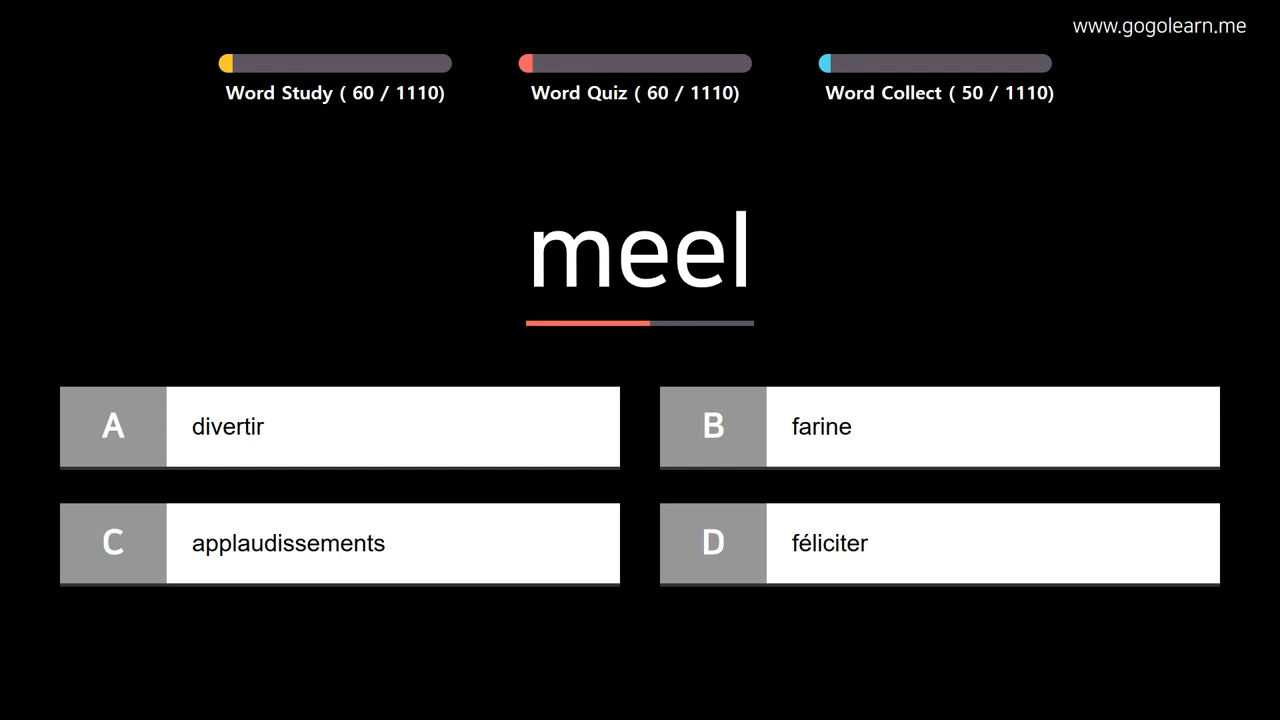 www.gogolearn.me
Word Study ( 60 / 1110)
Word Quiz ( 60 / 1110)
Word Collect ( 50 / 1110)
meel
A divertir
B farine
C applaudissements
D féliciter